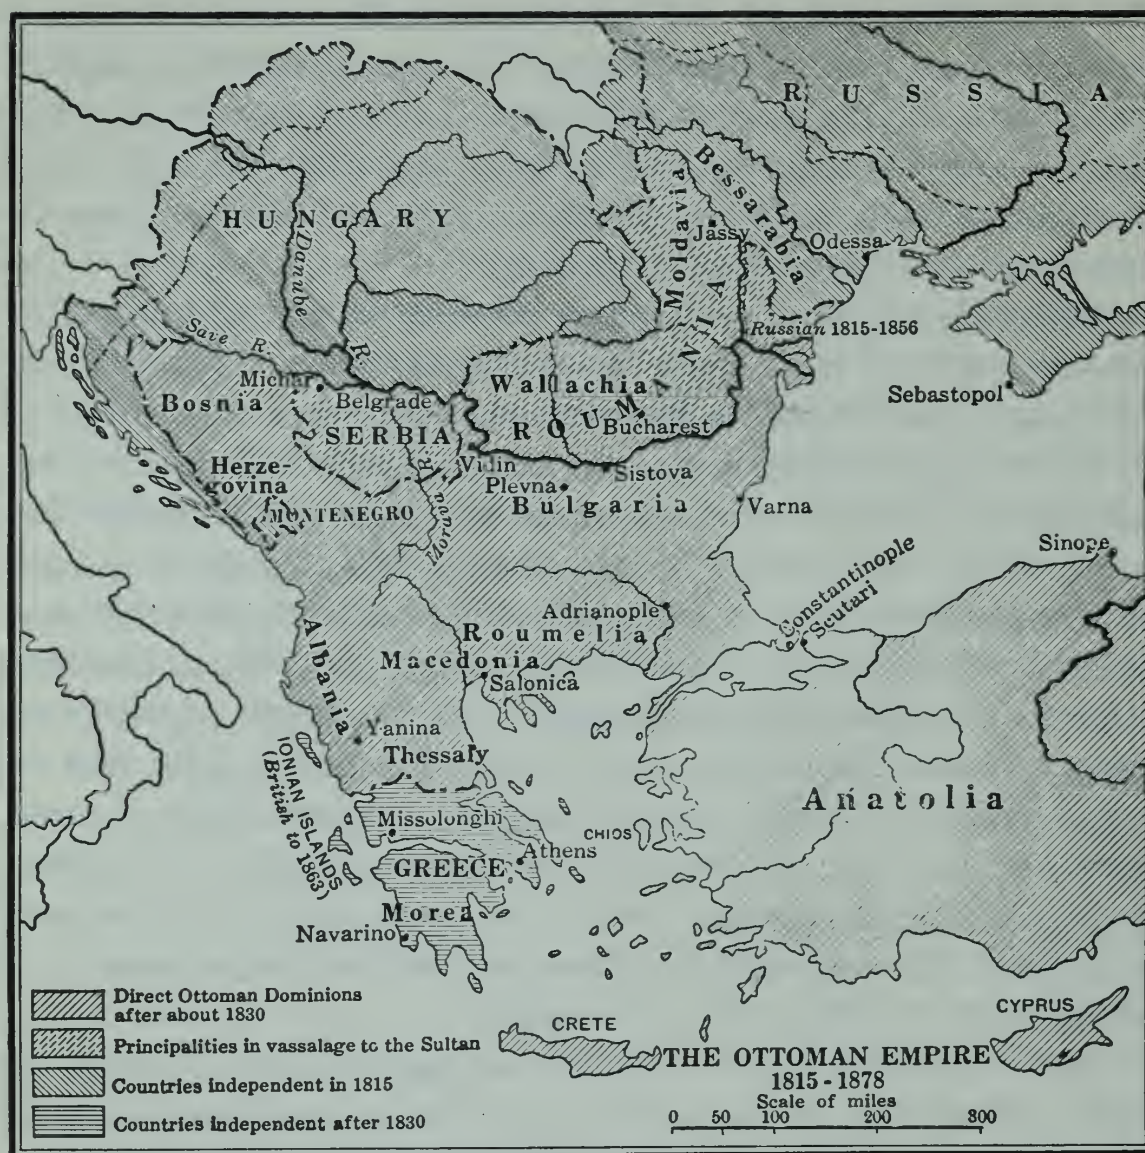 RUSSIA
HUNGARY
Danube
R.
Moldavia
Bessarabia
Jassy
Odessa
Russian 1815-1856
Sebastopol
Save R.
Michar
Belgrade
Bosnia
SERBIA
Wallachia
ROUMANIA
Bucharest
Vidin
Sistova
Plevna
Bulgaria
Varna
Herze-
govina
MONTENEGRO
Morava R.
Sinope
Constantinople
Scutari
Adrianople
Roumelia
Macedonia
Salonica
Albania
Yanina
Thessaly
IONIAN ISLANDS
(British to 1863)
Missolonghi
CHIOS
Anatolia
Athens
GREECE
Morea
Navarino
CRETE
CYPRUS
Direct Ottoman Dominions
after about 1830
Principalities in vassalage to the Sultan
Countries independent in 1815
Countries independent after 1830
THE OTTOMAN EMPIRE
1815-1878
Scale of miles
0 50 100 200 300